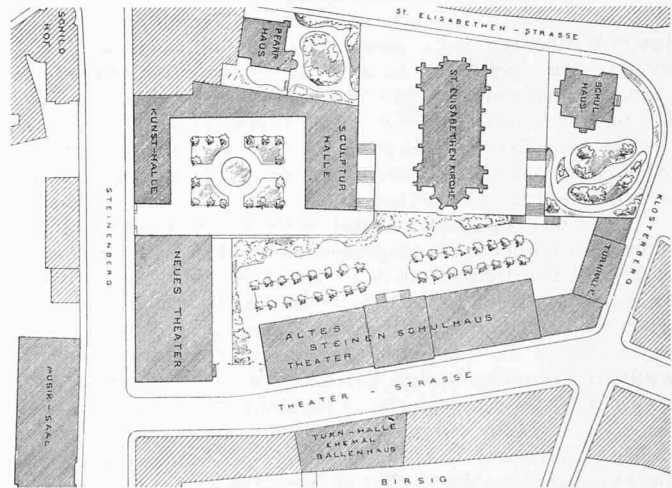 ST. ELISABETHEN - STRASSE
SCHILD
HOF
PFARR
HAUS
ST. ELISABETHEN KIRCHE
SCHUL
HAUS
KUNST-HALLE
SCULPTUR
HALLE
STEINENBERG
KLOSTERBERG
NEUES THEATER
TURNHALLE
ALTES
STEINEN SCHULHAUS
THEATER
MUSIK-SAAL
THEATER - STRASSE
TURN-HALLE
EHEMAL
BALLENHAUS
BIRSIG